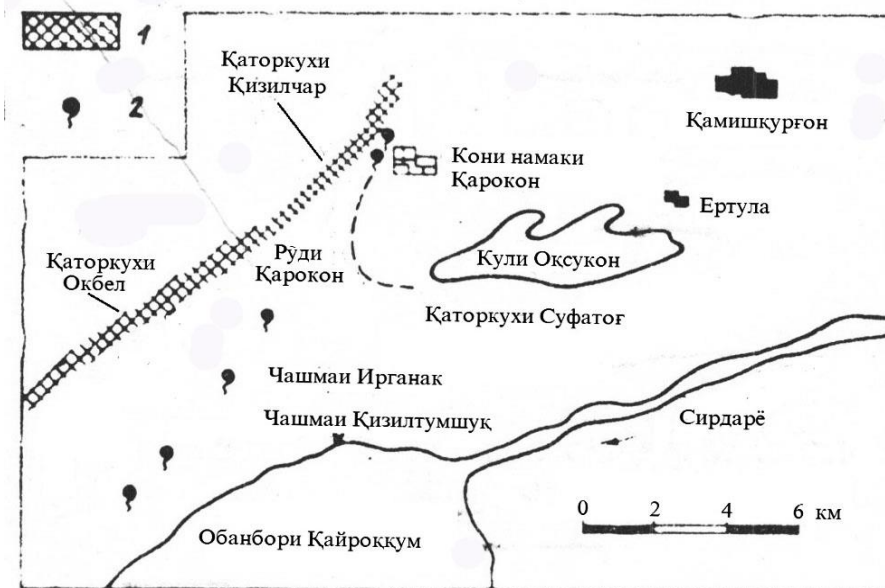 1
2
Қаторкухи
Қизилчар
Қамишқурғон
Кони намаки
Қарокон
Ертула
Қаторкухи
Окбел
Рӯди
Қарокон
Кули Оқсукон
Қаторкухи Суфатоғ
Чашмаи Ирганак
Чашмаи Қизилтумшуқ
Сирдарё
Обанбори Қайроққум
0 2 4 6 км